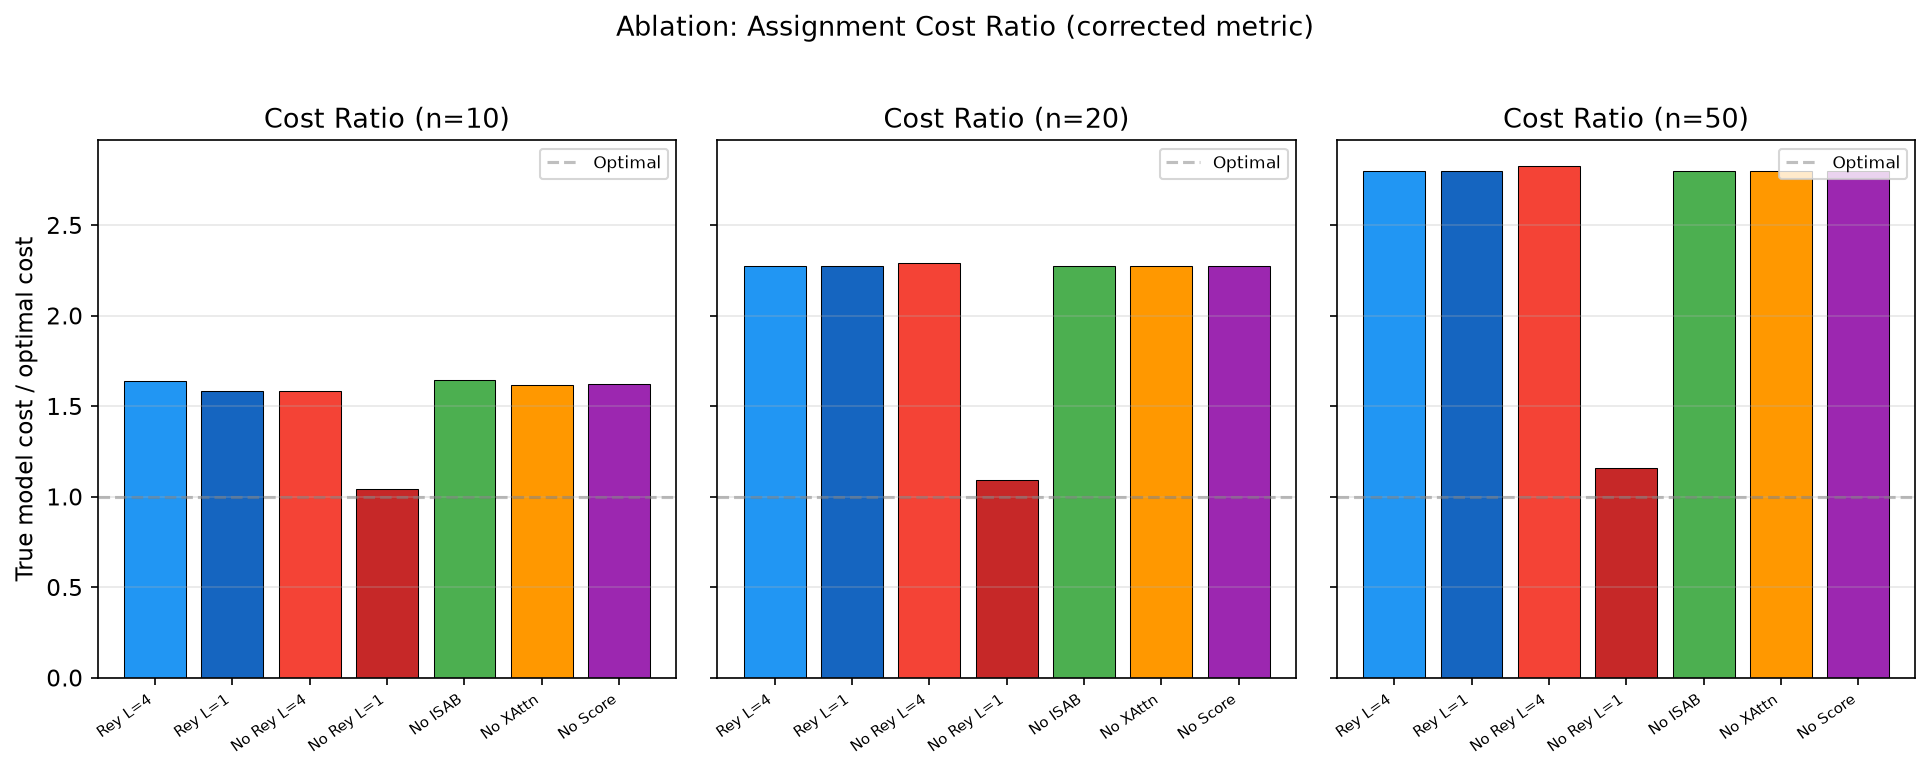 Ablation: Assignment Cost Ratio (corrected metric)
Cost Ratio (n=10)
Cost Ratio (n=20)
Cost Ratio (n=50)
True model cost / optimal cost
2.5
2.0
1.5
1.0
0.5
0.0
Optimal
Optimal
Optimal
Rey L=4
Rey L=1
No Rey L=4
No Rey L=1
No ISAB
No XAttn
No Score
Rey L=4
Rey L=1
No Rey L=4
No Rey L=1
No ISAB
No XAttn
No Score
Rey L=4
Rey L=1
No Rey L=4
No Rey L=1
No ISAB
No XAttn
No Score